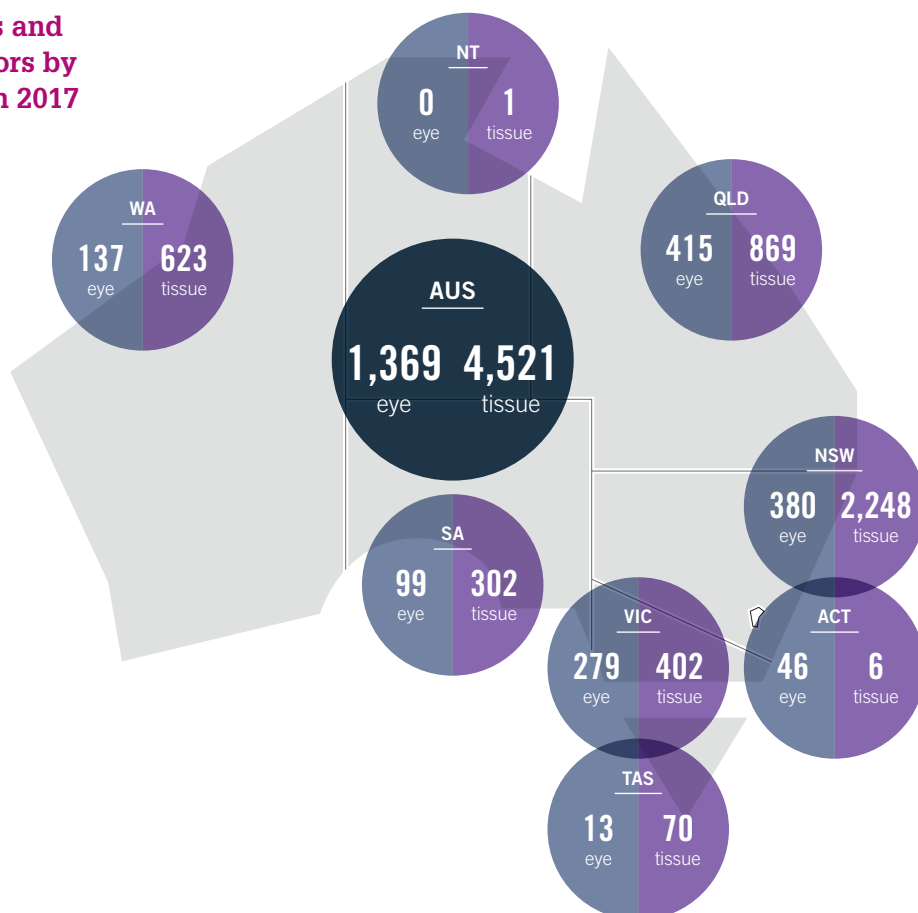 s and
ors by
n 2017
NT
0 1
eye tissue
WA
137 623
eye tissue
QLD
415 869
eye tissue
AUS
1,369 4,521
eye tissue
NSW
380 2,248
eye tissue
SA
99 302
eye tissue
VIC
279 402
eye tissue
ACT
46 6
eye tissue
TAS
13 70
eye tissue